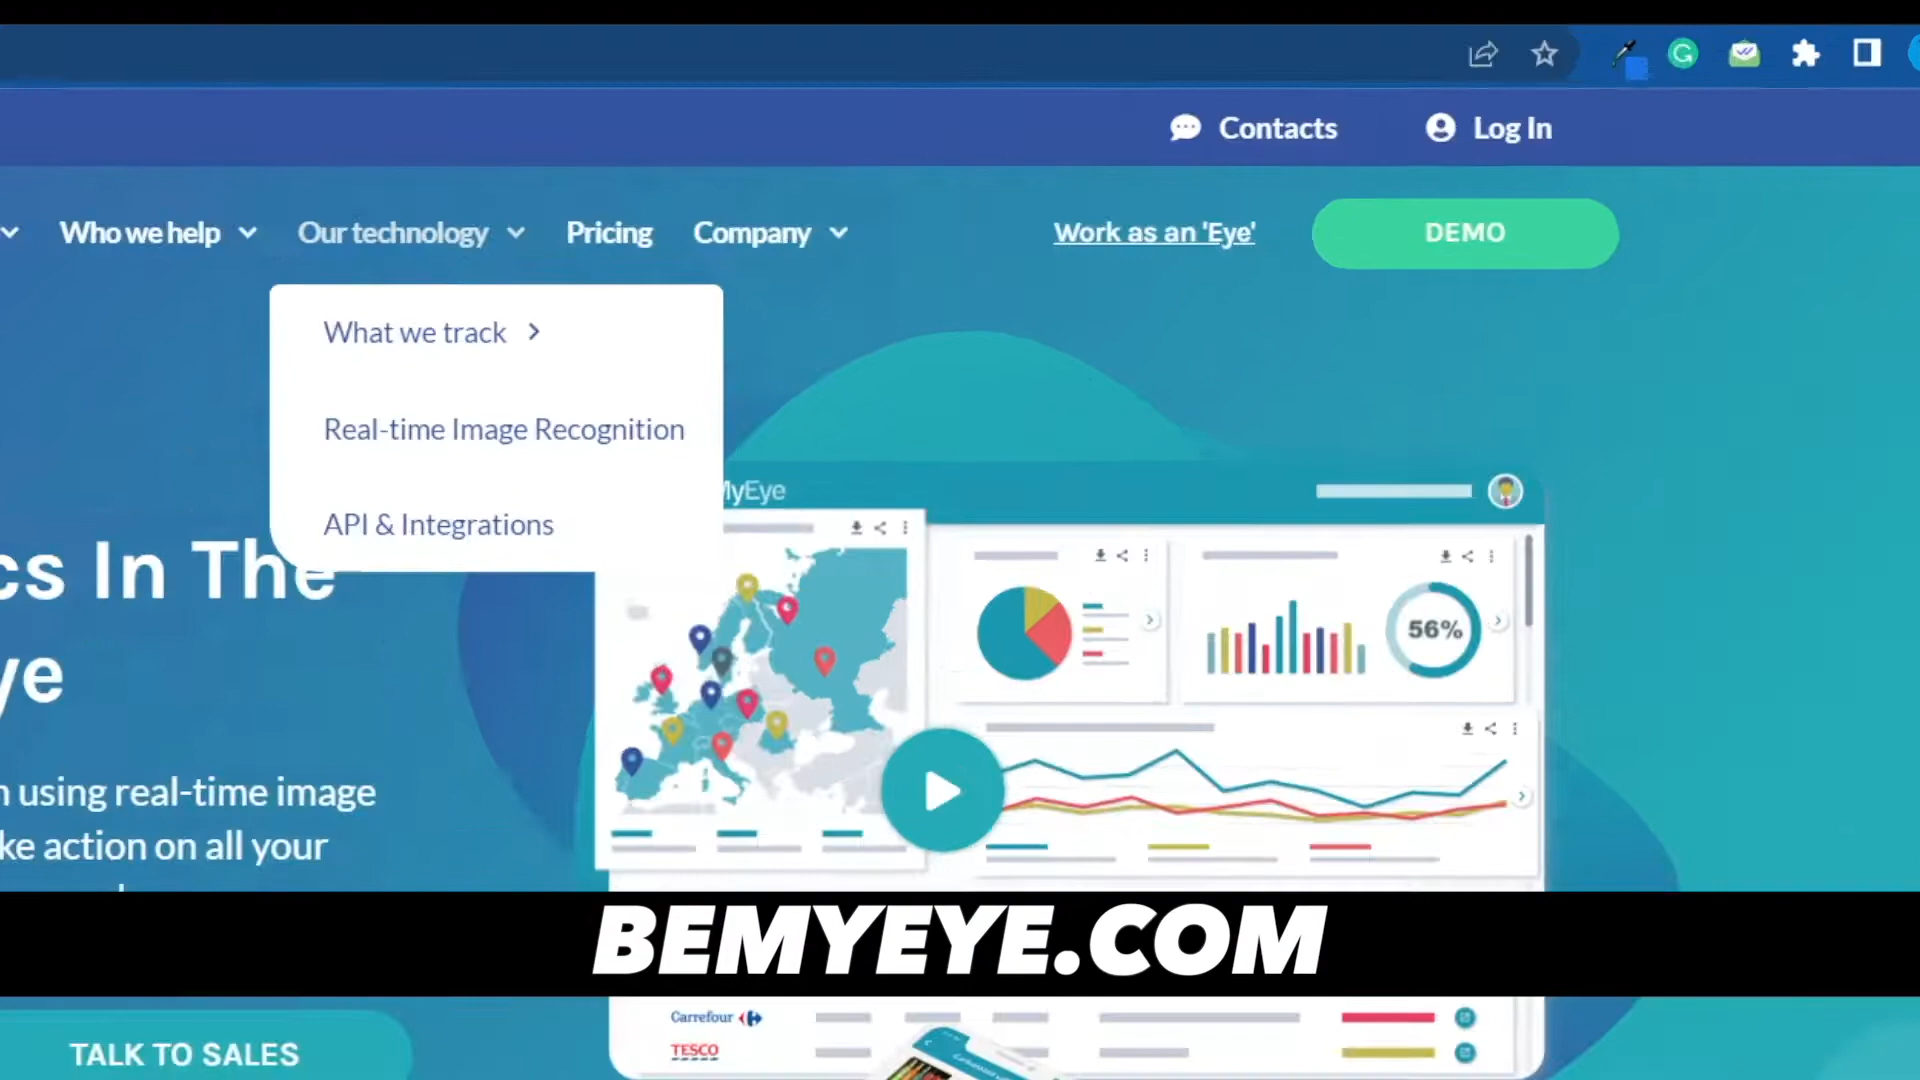 Contacts
Log In
Who we help
Our technology
Pricing
Company
Work as an 'Eye'
DEMO
What we track
Real-time Image Recognition
API & Integrations
MyEye
cs In The
ye
56%
n using real-time image
ke action on all your
BEMYEYE.COM
Carrefour
TESCO
TALK TO SALES